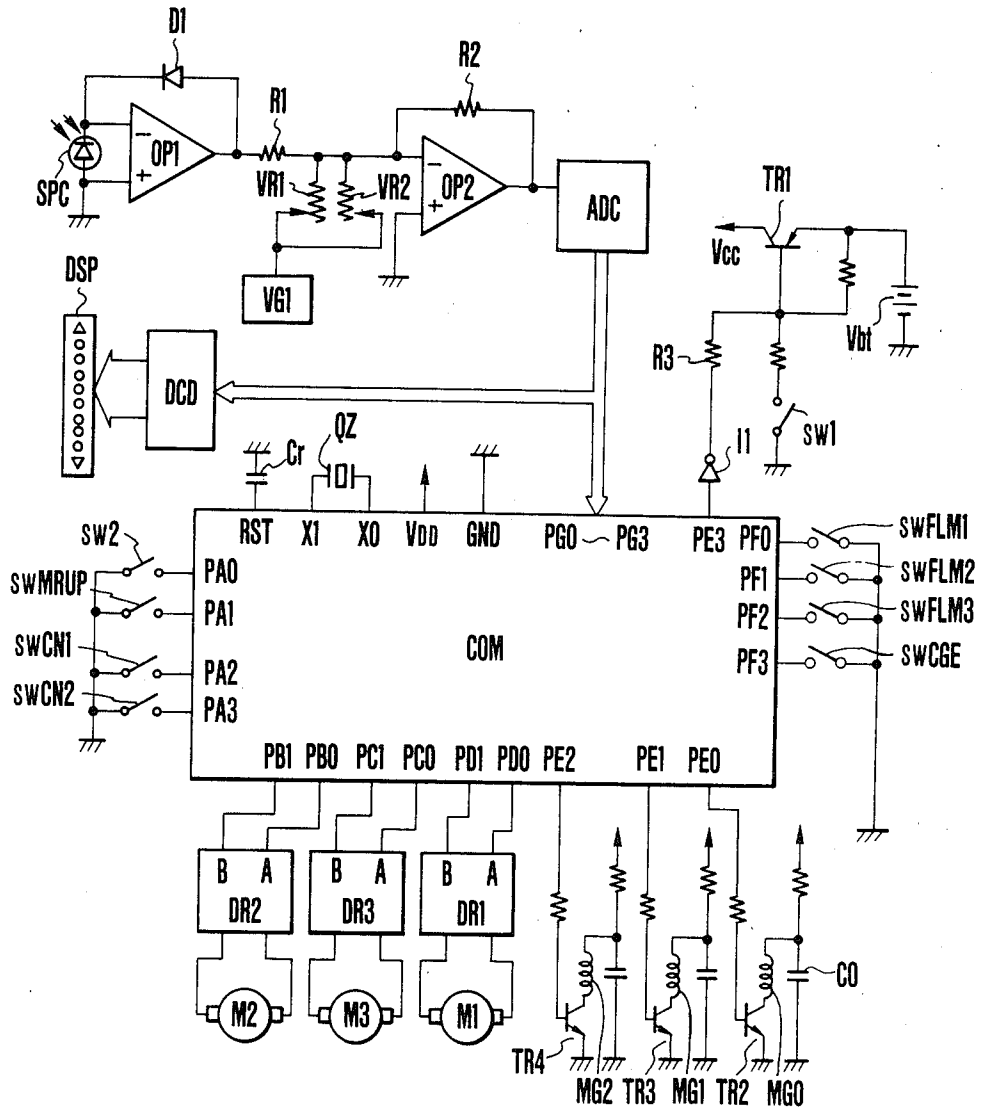 D1
R1
R2
OP1
SPC
VR1
VR2
OP2
ADC
TR1
Vcc
VG1
Vbt
DSP
DCD
R3
SW1
QZ
Cr
I1
RST X1 X0 VDD GND PG0 PG3 PE3 PF0
SWFLM1
SW2
PA0
PF1
SWFLM2
SWMRUP
PA1
PF2
SWFLM3
SWCN1
PA2
COM
PF3
SWCGE
SWCN2
PA3
PB1 PB0 PC1 PC0 PD1 PD0 PE2 PE1 PE0
B A B A B A
DR2 DR3 DR1
C0
M2 M3 M1
TR4 MG2 TR3 MG1 TR2 MG0